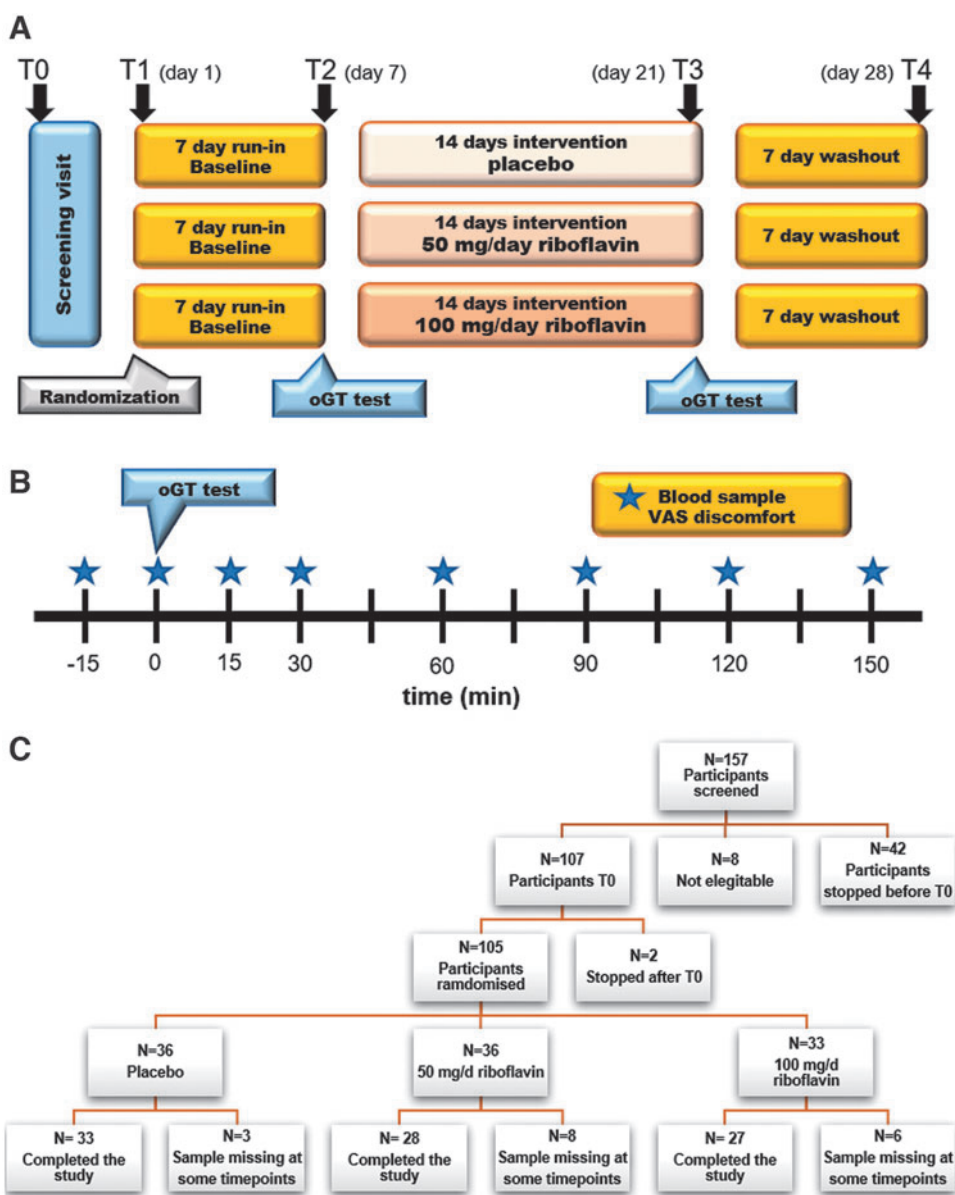 A
T0 T1 (day 1) T2 (day 7) (day 21) T3 (day 28) T4
Screening visit
7 day run-in
Baseline
14 days intervention
placebo
7 day washout
7 day run-in
Baseline
14 days intervention
50 mg/day riboflavin
7 day washout
7 day run-in
Baseline
14 days intervention
100 mg/day riboflavin
7 day washout
Randomization
oGT test
oGT test
B
oGT test
Blood sample
VAS discomfort
-15 0 15 30 60 90 120 150
time (min)
C
N=157
Participants
screened
N=107
Participants T0
N=8
Not elegitable
N=42
Participants
stopped before T0
N=105
Participants
ramdomised
N=2
Stopped after T0
N=36
Placebo
N=36
50 mg/d riboflavin
N=33
100 mg/d
riboflavin
N= 33
Completed the
study
N=3
Sample missing at
some timepoints
N= 28
Completed the
study
N=8
Sample missing at
some timepoints
N= 27
Completed the
study
N=6
Sample missing at
some timepoints